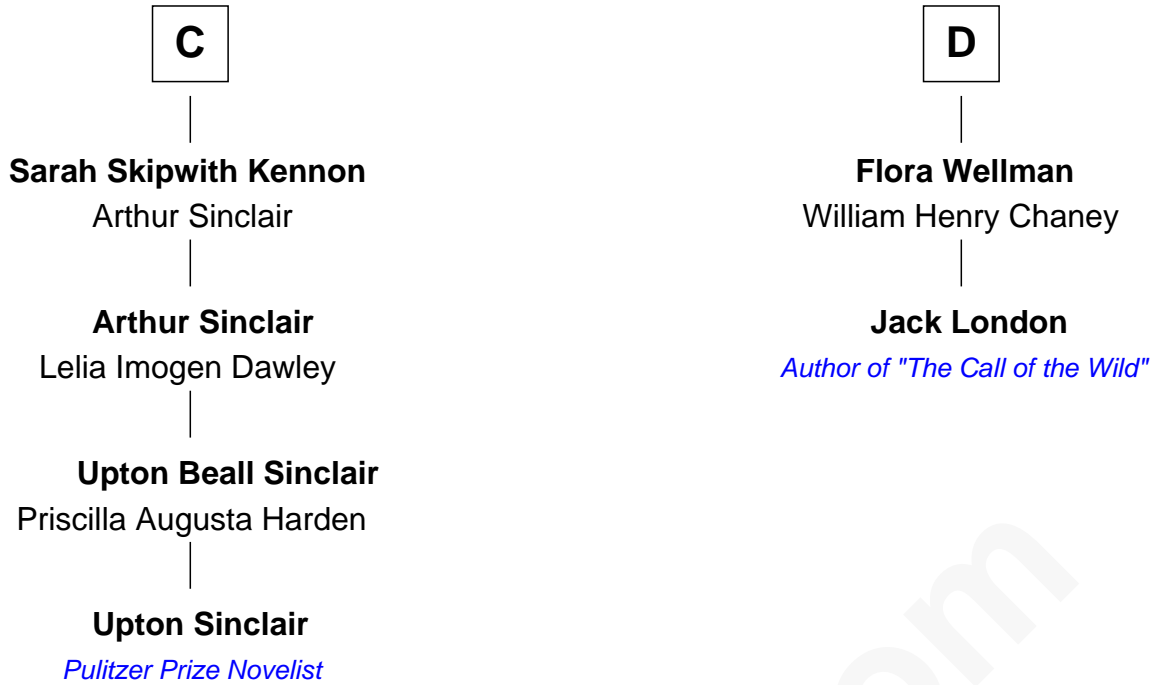 C
Sarah Skipwith Kennon
Arthur Sinclair
Arthur Sinclair
Lelia Imogen Dawley
Upton Beall Sinclair
Priscilla Augusta Harden
Upton Sinclair
Pulitzer Prize Novelist
D
Flora Wellman
William Henry Chaney
Jack London
Author of "The Call of the Wild"
om